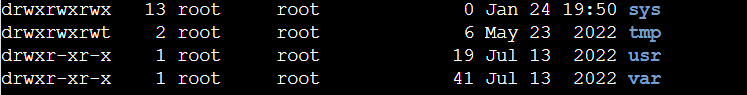 drwxrwxrwx 13 root root 0 Jan 24 19:50 sys
drwxrwxrwt 2 root root 6 May 23 2022 tmp
drwxr-xr-x 1 root root 19 Jul 13 2022 usr
drwxr-xr-x 1 root root 41 Jul 13 2022 var